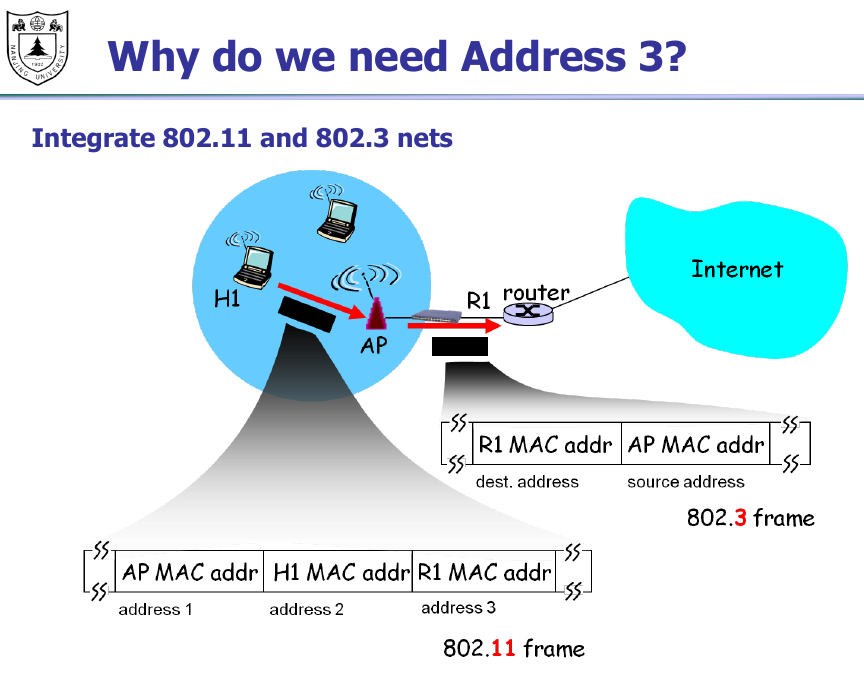 NANJING UNIVERSITY
1902
Why do we need Address 3?
Integrate 802.11 and 802.3 nets
Internet
R1 router
H1
AP
R1 MAC addr AP MAC addr
dest. address source address
802.3 frame
AP MAC addr H1 MAC addr R1 MAC addr
address 1 address 2 address 3
802.11 frame